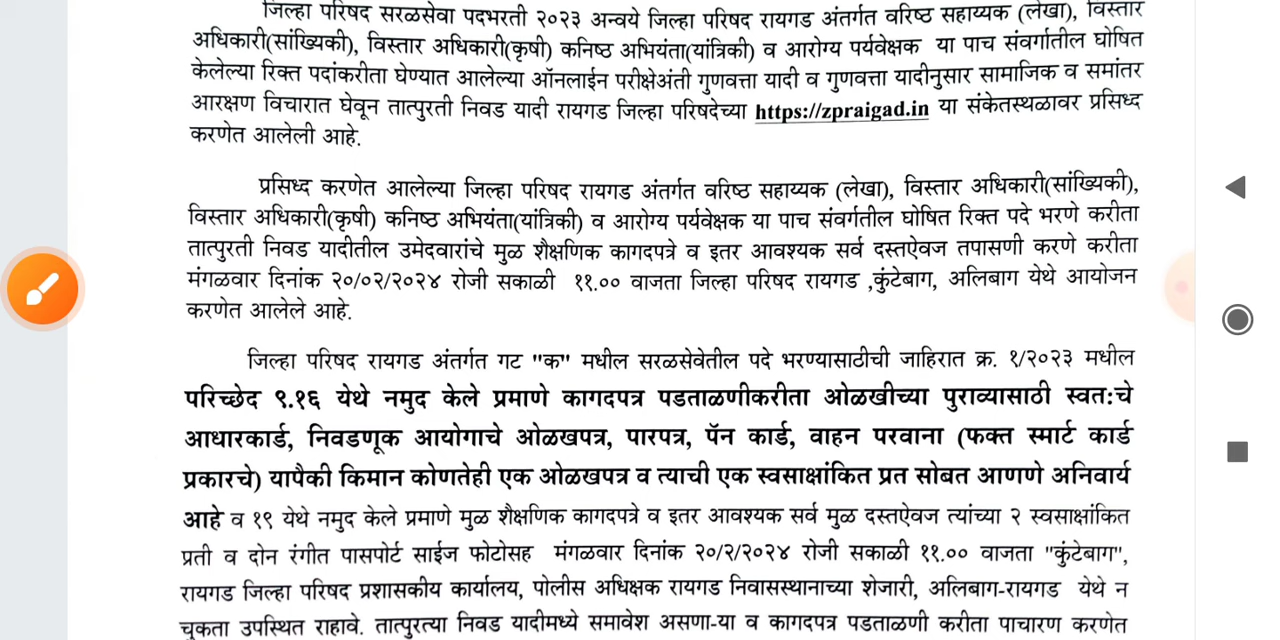 जिल्हा परिषद सरळसेवा पदभरती २०२३ अन्वये जिल्हा परिषद रायगड अंतर्गत वरिष्ठ सहाय्यक (लेखा), विस्तार
अधिकारी(सांख्यिकी), विस्तार अधिकारी(कृषी) कनिष्ठ अभियंता(यांत्रिकी) व आरोग्य पर्यवेक्षक या पाच संवर्गातील घोषित
केलेल्या रिक्त पदांकरीता घेण्यात आलेल्या ऑनलाईन परीक्षेअंती गुणवत्ता यादी व गुणवत्ता यादीनुसार सामाजिक व समांतर
आरक्षण विचारात घेवून तात्पुरती निवड यादी रायगड जिल्हा परिषदेच्या https://zpraigad.in या संकेतस्थळावर प्रसिध्द
करणेत आलेली आहे.
प्रसिध्द करणेत आलेल्या जिल्हा परिषद रायगड अंतर्गत वरिष्ठ सहाय्यक (लेखा), विस्तार अधिकारी(सांख्यिकी),
विस्तार अधिकारी(कृषी) कनिष्ठ अभियंता(यांत्रिकी) व आरोग्य पर्यवेक्षक या पाच संवर्गतील घोषित रिक्त पदे भरणे करीता
तात्पुरती निवड यादीतील उमेदवारांचे मुळ शैक्षणिक कागदपत्रे व इतर आवश्यक सर्व दस्तऐवज तपासणी करणे करीता
मंगळवार दिनांक २०/०२/२०२४ रोजी सकाळी ११.०० वाजता जिल्हा परिषद रायगड ,कुंटेबाग, अलिबाग येथे आयोजन
करणेत आलेले आहे.
जिल्हा परिषद रायगड अंतर्गत गट "क" मधील सरळसेवेतील पदे भरण्यासाठीची जाहिरात क्र. १/२०२३ मधील
परिच्छेद ९.१६ येथे नमुद केले प्रमाणे कागदपत्र पडताळणीकरीता ओळखीच्या पुराव्यासाठी स्वत:चे
आधारकार्ड, निवडणूक आयोगाचे ओळखपत्र, पारपत्र, पॅन कार्ड, वाहन परवाना (फक्त स्मार्ट कार्ड
प्रकारचे) यापैकी किमान कोणतेही एक ओळखपत्र व त्याची एक स्वसाक्षांकित प्रत सोबत आणणे अनिवार्य
आहे व १९ येथे नमुद केले प्रमाणे मुळ शैक्षणिक कागदपत्रे व इतर आवश्यक सर्व मुळ दस्तऐवज त्यांच्या २ स्वसाक्षांकित
प्रती व दोन रंगीत पासपोर्ट साईज फोटोसह मंगळवार दिनांक २०/२/२०२४ रोजी सकाळी ११.०० वाजता "कुंटेबाग",
रायगड जिल्हा परिषद प्रशासकीय कार्यालय, पोलीस अधिक्षक रायगड निवासस्थानाच्या शेजारी, अलिबाग-रायगड येथे न
चुकता उपस्थित राहावे. तात्पुरत्या निवड यादीमध्ये समावेश असणा-या व कागदपत्र पडताळणी करीता पाचारण करणेत